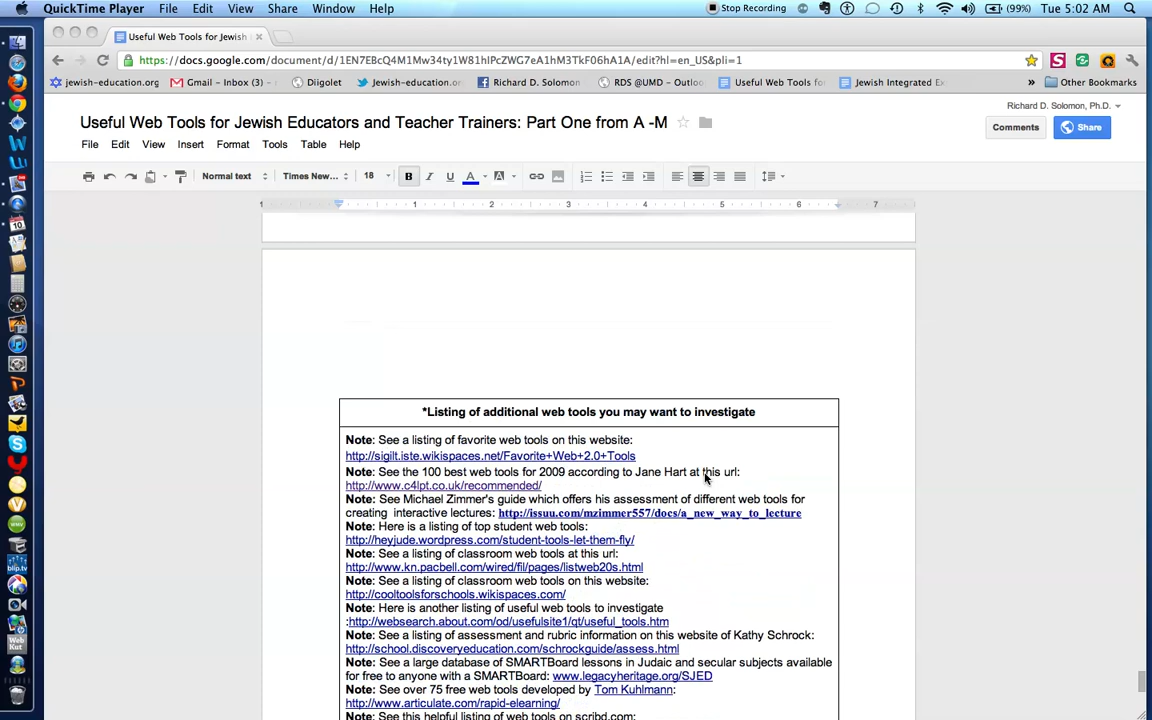 QuickTime Player File Edit View Share Window Help Stop Recording (99%) Tue 5:02 AM
Useful Web Tools for Jewish
https://docs.google.com/document/d/1EN7EBcQ4M1Mw34ty1W81hIPcZWG7eA1hM3TkF06hA1A/edit?hl=en_US&pli=1
jewish-education.org Gmail - Inbox (3) - Diigolet jewish-education.or Richard D. Solomon RDS @UMD – Outloo Useful Web Tools fo Jewish Integrated Ex » Other Bookmarks
Richard D. Solomon, Ph.D.
Useful Web Tools for Jewish Educators and Teacher Trainers: Part One from A -M
Comments Share
File Edit View Insert Format Tools Table Help
Normal text Times New... 18 B I U A A
1 1 2 3 4 5 6 7
*Listing of additional web tools you may want to investigate
Note: See a listing of favorite web tools on this website:
http://sigilt.iste.wikispaces.net/Favorite+Web+2.0+Tools
Note: See the 100 best web tools for 2009 according to Jane Hart at this url:
http://www.c4lpt.co.uk/recommended/
Note: See Michael Zimmer's guide which offers his assessment of different web tools for
creating interactive lectures: http://issuu.com/mzimmer557/docs/a_new_way_to_lecture
Note: Here is a listing of top student web tools:
http://heyjude.wordpress.com/student-tools-let-them-fly/
Note: See a listing of classroom web tools at this url:
http://www.kn.pacbell.com/wired/fil/pages/listweb20s.html
Note: See a listing of classroom web tools on this website:
http://cooltoolsforschools.wikispaces.com/
Note: Here is another listing of useful web tools to investigate
:http://websearch.about.com/od/usefulsite1/qt/useful_tools.htm
Note: See a listing of assessment and rubric information on this website of Kathy Schrock:
http://school.discoveryeducation.com/schrockguide/assess.html
Note: See a large database of SMARTBoard lessons in Judaic and secular subjects available
for free to anyone with a SMARTBoard: www.legacyheritage.org/SJED
Note: See over 75 free web tools developed by Tom Kuhlmann:
http://www.articulate.com/rapid-elearning/
Note: See this helpful listing of web tools on scribd.com: